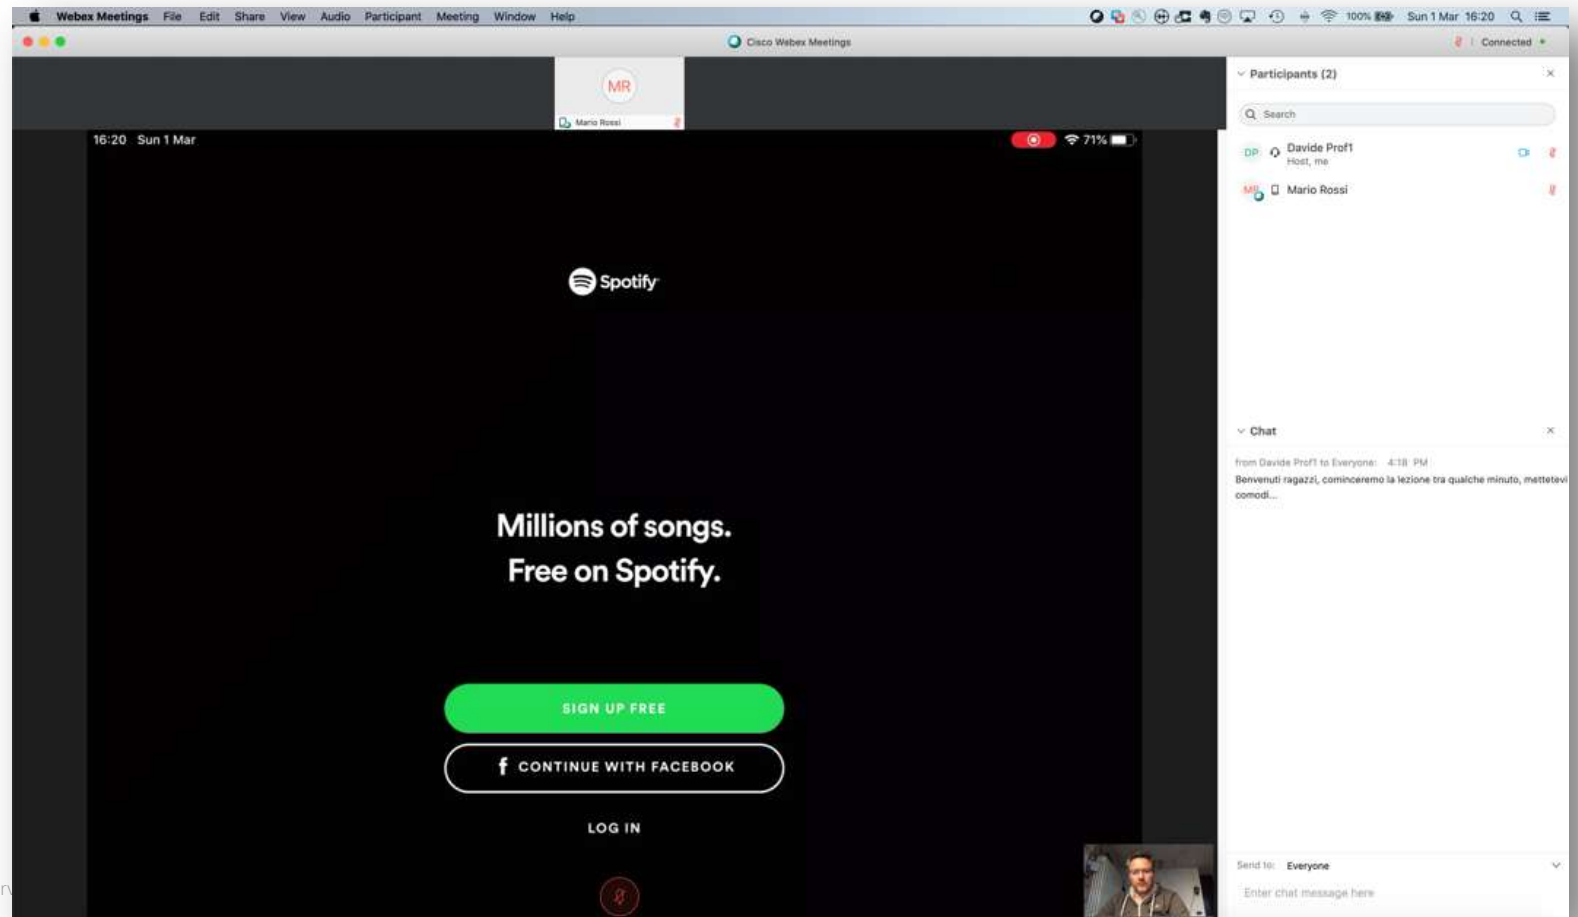 Webex Meetings File Edit Share View Audio Participant Meeting Window Help 100% Sun 1 Mar 16:20
Cisco Webex Meetings Connected
MR
Mario Rossi
16:20 Sun 1 Mar 71%
Spotify
Millions of songs.
Free on Spotify.
SIGN UP FREE
f CONTINUE WITH FACEBOOK
LOG IN
Participants (2)
Search
DP Davide Prof1
Host, me
MR Mario Rossi
Chat
from Davide Prof1 to Everyone: 4:18 PM
Benvenuti ragazzi, cominceremo la lezione tra qualche minuto, mettetevi
comodi...
Send to: Everyone
Enter chat message here